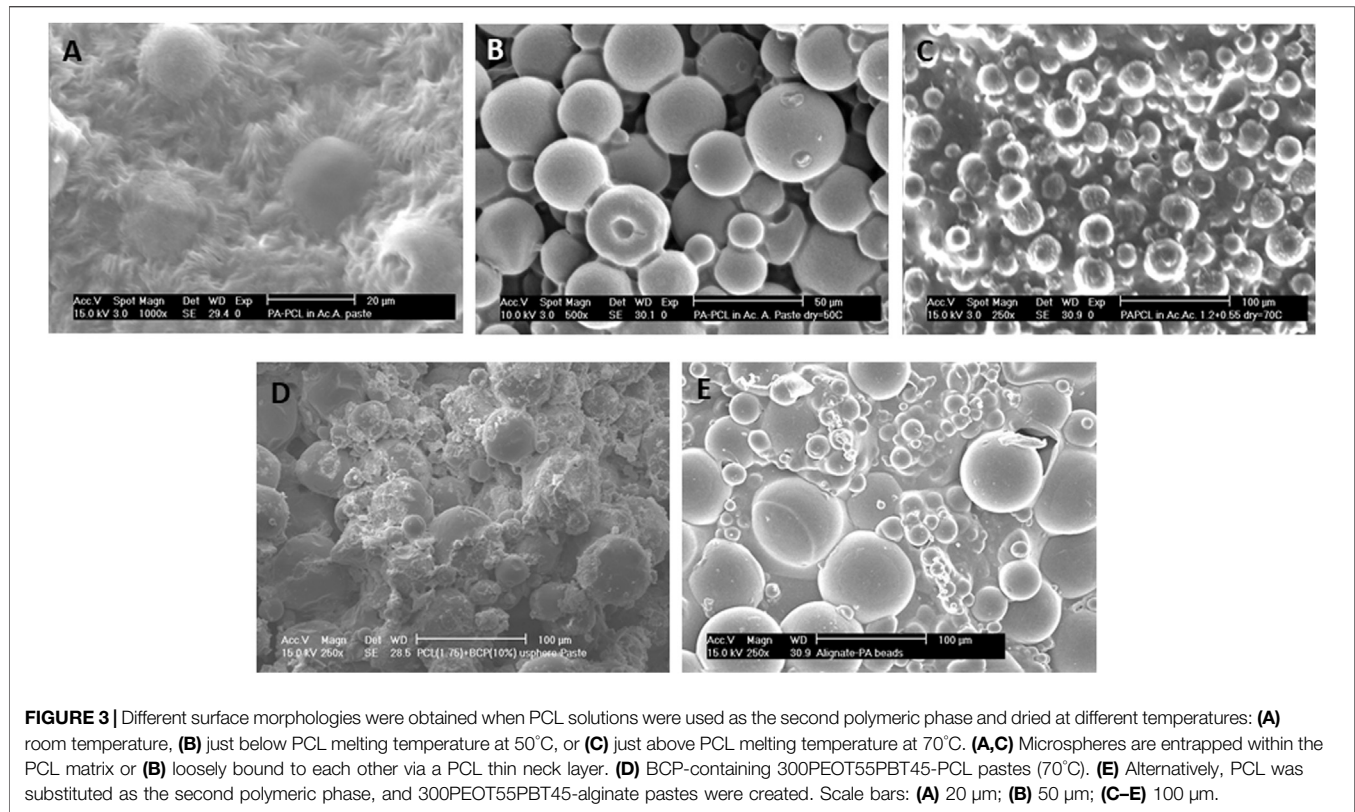 A
Acc.V Spot Magn Det WD Exp 20 µm
15.0 kV 3.0 1000x SE 29.4 0 PA-PCL in Ac.A. paste
B
Acc.V Spot Magn Det WD Exp 50 µm
10.0 kV 3.0 500x SE 30.1 0 PA-PCL in Ac. A. Paste dry=50C
C
Acc.V Spot Magn Det WD Exp 100 µm
15.0 kV 3.0 250x SE 30.9 0 PAPCL in Ac.Ac. 1.2+0.55 dry=70C
D
Acc.V Magn Det WD 100 µm
15.0 kV 250x SE 28.5 PCL(1.75)+BCP(10%) usphere Paste
E
Acc.V Magn WD 100 µm
15.0 kV 250x 30.9 Alignate-PA beads
FIGURE 3 | Different surface morphologies were obtained when PCL solutions were used as the second polymeric phase and dried at different temperatures: (A)
room temperature, (B) just below PCL melting temperature at 50°C, or (C) just above PCL melting temperature at 70°C. (A,C) Microspheres are entrapped within the
PCL matrix or (B) loosely bound to each other via a PCL thin neck layer. (D) BCP-containing 300PEOT55PBT45-PCL pastes (70°C). (E) Alternatively, PCL was
substituted as the second polymeric phase, and 300PEOT55PBT45-alginate pastes were created. Scale bars: (A) 20 µm; (B) 50 µm; (C–E) 100 µm.